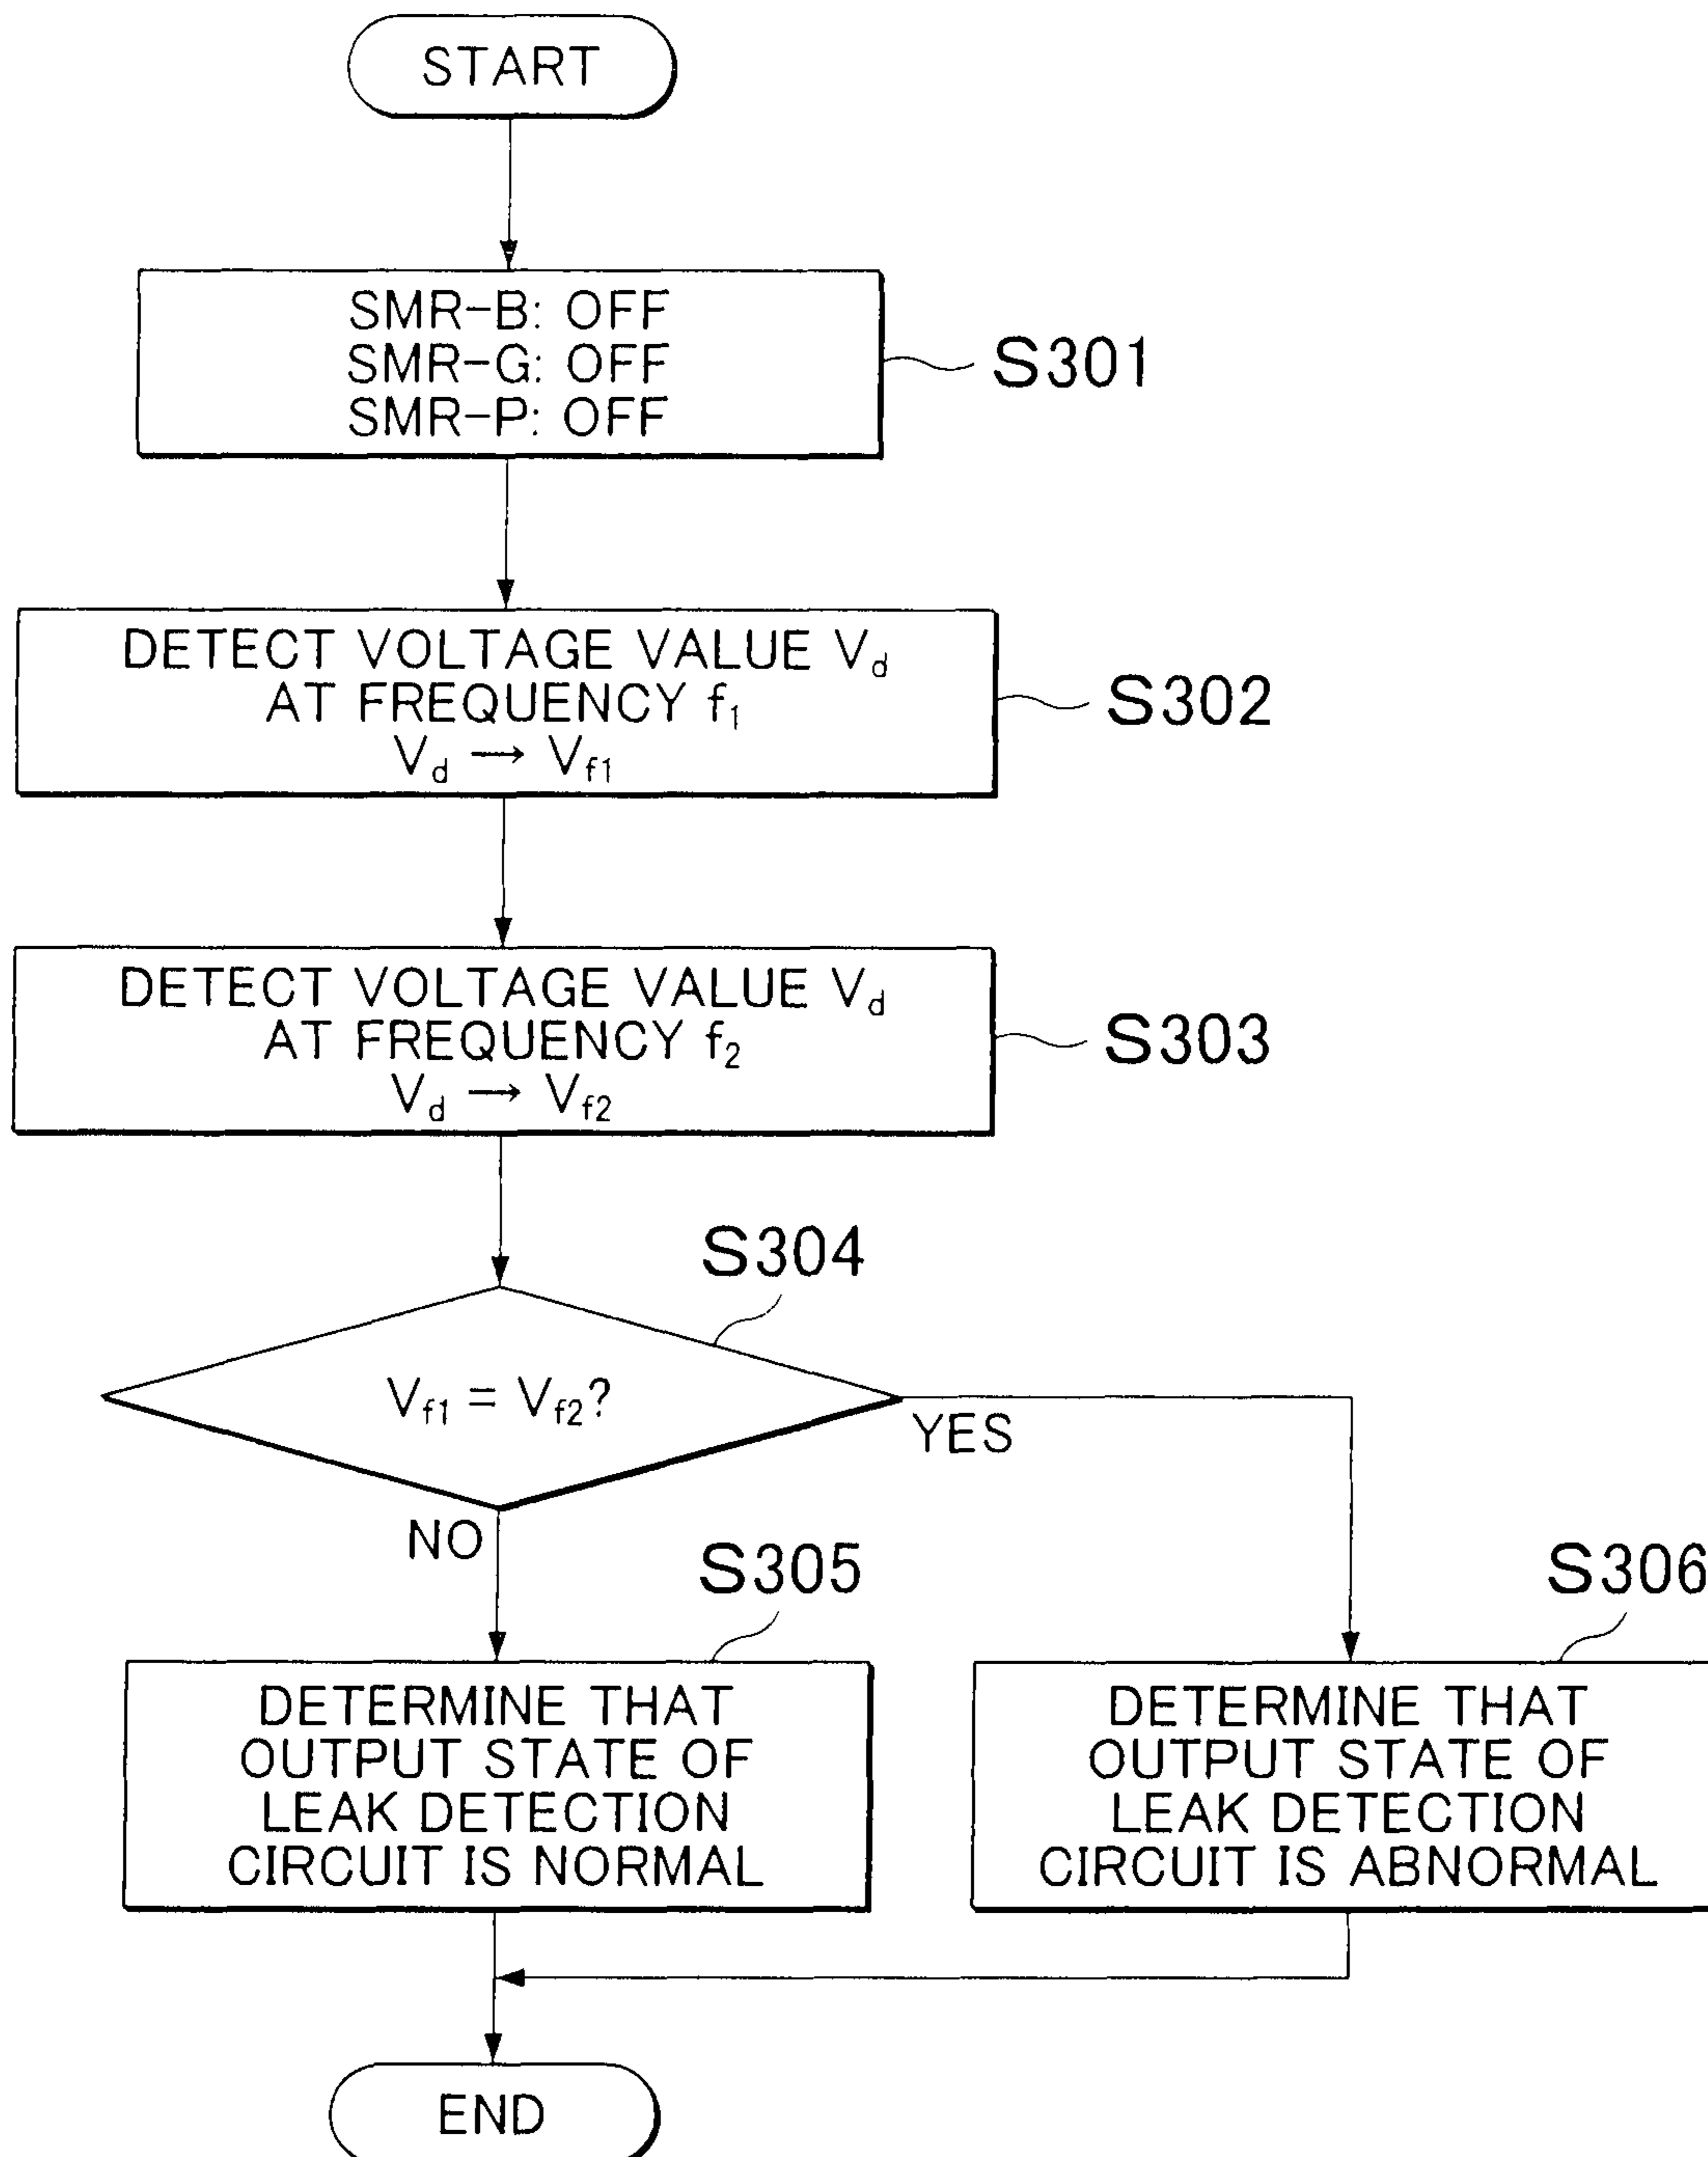 START
SMR-B: OFF
SMR-G: OFF
SMR-P: OFF
S301
DETECT VOLTAGE VALUE Vd
AT FREQUENCY f1
Vd → Vf1
S302
DETECT VOLTAGE VALUE Vd
AT FREQUENCY f2
Vd → Vf2
S303
S304
Vf1 = Vf2?
YES
NO
S305
DETERMINE THAT
OUTPUT STATE OF
LEAK DETECTION
CIRCUIT IS NORMAL
S306
DETERMINE THAT
OUTPUT STATE OF
LEAK DETECTION
CIRCUIT IS ABNORMAL
END